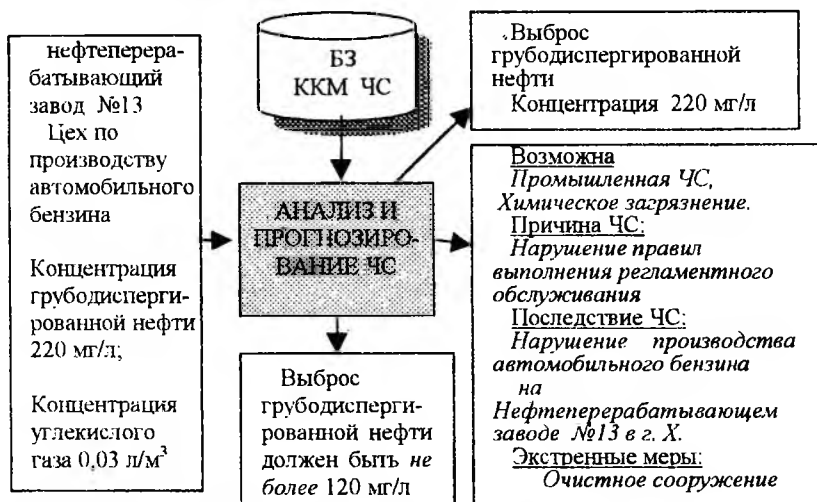 нефтеперера-
батывающий
завод №13
Цех по
производству
автомобильного
бензина
Концентрация
грубодисперги-
рованной нефти
220 мг/л;
Концентрация
углекислого
газа 0,03 л/м³
БЗ
ККМ ЧС
АНАЛИЗ И
ПРОГНОЗИРО-
ВАНИЕ ЧС
Выброс
грубодисперги-
рованной нефти
должен быть не
более 120 мг/л
Выброс
грубодиспергированной
нефти
Концентрация 220 мг/л
Возможна
Промышленная ЧС,
Химическое загрязнение.
Причина ЧС:
Нарушение правил
выполнения регламентного
обслуживания
Последствие ЧС:
Нарушение производства
автомобильного бензина
на
Нефтеперерабатывающем
заводе №13 в г. Х.
Экстренные меры:
Очистное сооружение